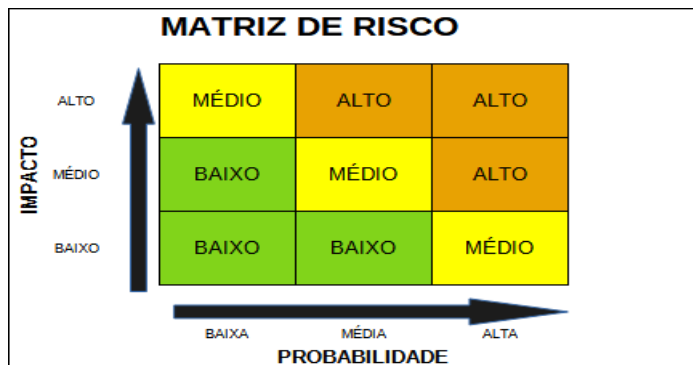 MATRIZ DE RISCO
ALTO MÉDIO ALTO ALTO
IMPACTO
MÉDIO BAIXO MÉDIO ALTO
BAIXO BAIXO BAIXO MÉDIO
BAIXA MÉDIA ALTA
PROBABILIDADE